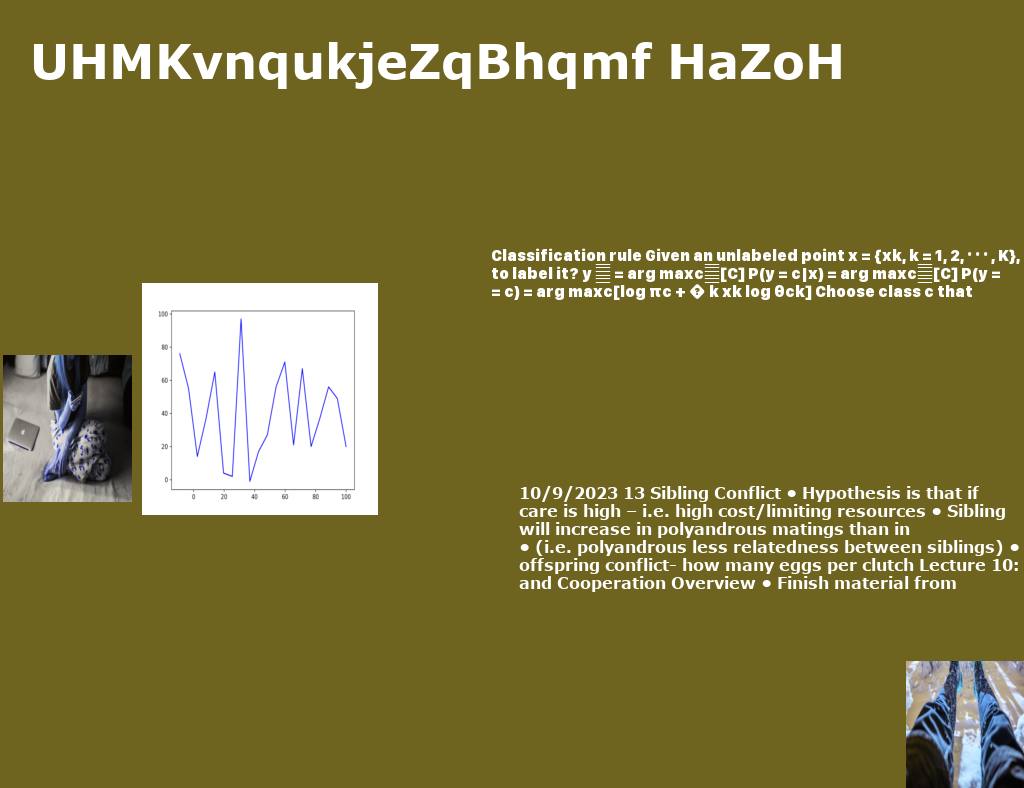 UHMKvnqukjeZqBhqmf HaZoH
Classification rule Given an unlabeled point x = {xk, k = 1, 2, · · · , K},
to label it? y = arg maxc [C] P(y = c|x) = arg maxc [C] P(y =
= c) = arg maxc[log πc + � k xk log θck] Choose class c that
100
80
60
40
20
0
0 20 40 60 80 100
10/9/2023 13 Sibling Conflict • Hypothesis is that if
care is high – i.e. high cost/limiting resources • Sibling
will increase in polyandrous matings than in
• (i.e. polyandrous less relatedness between siblings) •
offspring conflict- how many eggs per clutch Lecture 10:
and Cooperation Overview • Finish material from